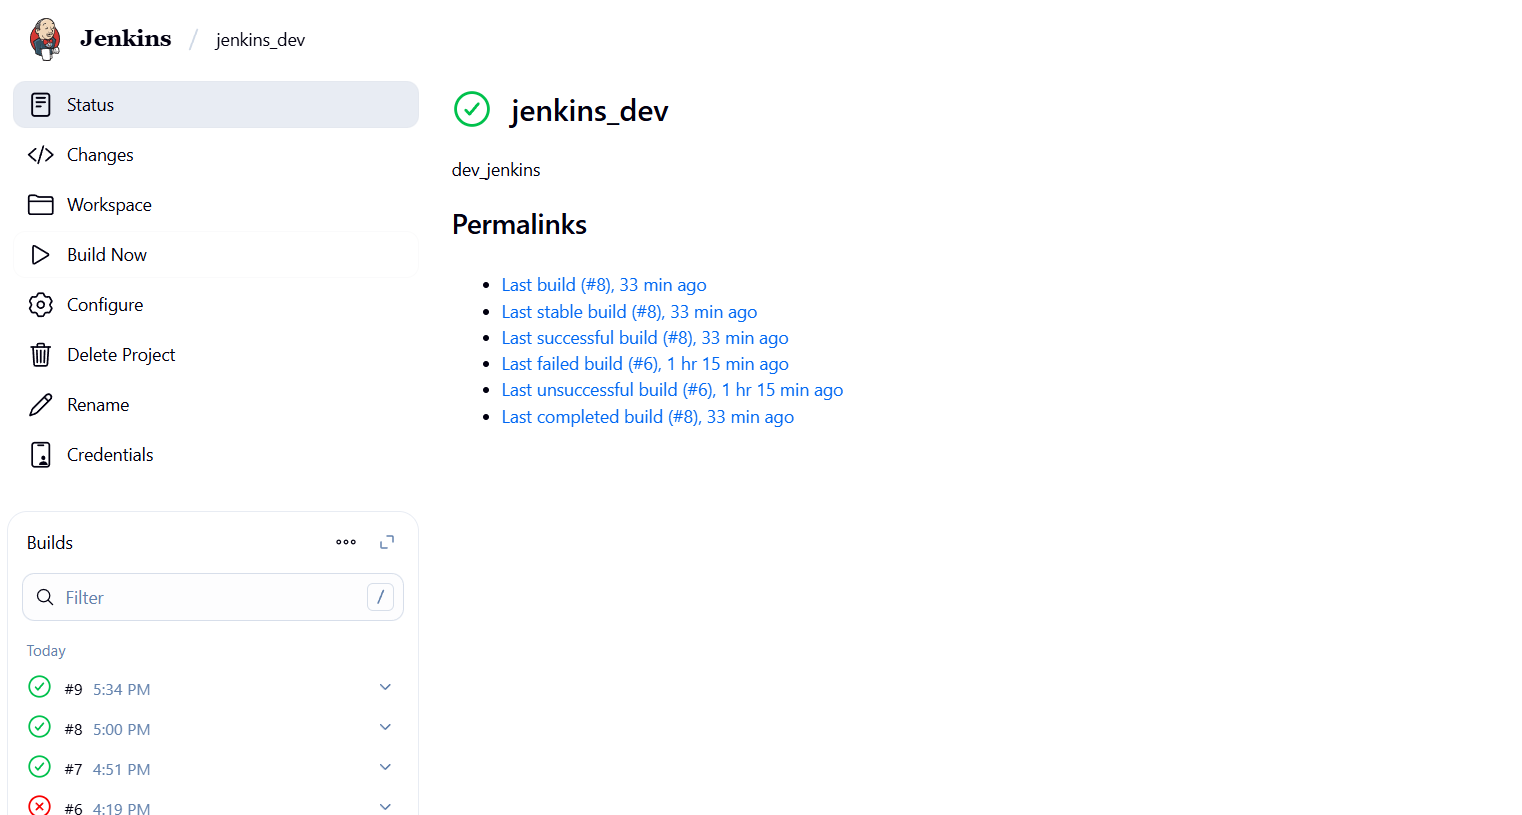 Jenkins / jenkins_dev
Status
Changes
Workspace
Build Now
Configure
Delete Project
Rename
Credentials
Builds
Filter /
Today
#9 5:34 PM
#8 5:00 PM
#7 4:51 PM
#6 4:19 PM
jenkins_dev
dev_jenkins
Permalinks
Last build (#8), 33 min ago
Last stable build (#8), 33 min ago
Last successful build (#8), 33 min ago
Last failed build (#6), 1 hr 15 min ago
Last unsuccessful build (#6), 1 hr 15 min ago
Last completed build (#8), 33 min ago